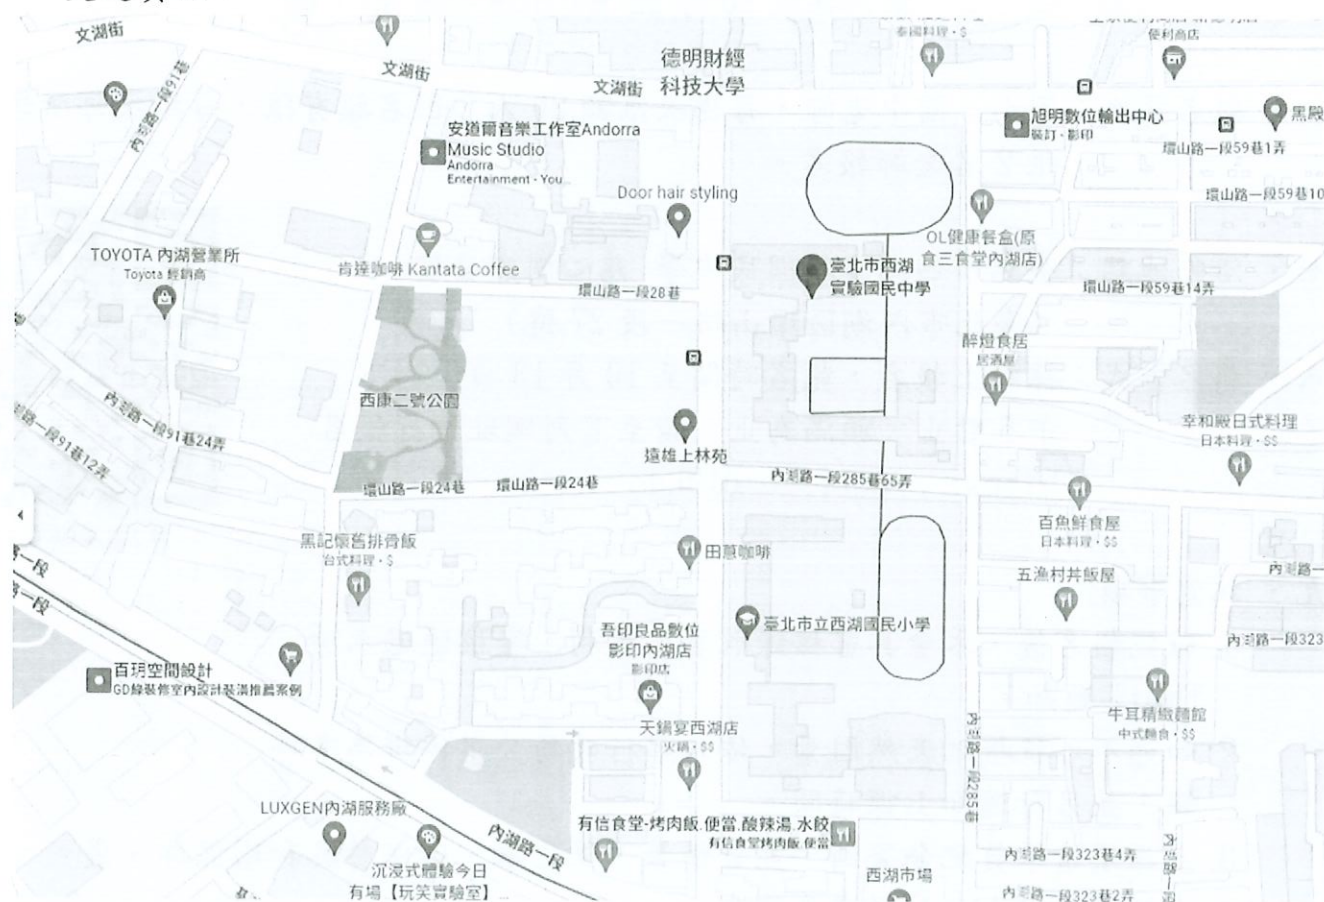 文湖街
文湖街
文湖街
德明財經
科技大學
泰國料理·$
便利商店
內湖路一段91巷
安道爾音樂工作室Andorra
Music Studio
Andorra
Entertainment - You...
旭明數位輸出中心
裝訂·影印
黑殿
環山路一段59巷1弄
環山路一段59巷10
Door hair styling
OL健康餐盒(原
食三食堂內湖店)
TOYOTA 內湖營業所
Toyota 經銷商
肯達咖啡 Kantata Coffee
環山路一段28巷
臺北市西湖
實驗國民中學
環山路一段59巷14弄
醉燈食居
居酒屋
西康二號公園
內湖路一段91巷24弄
路一段91巷12弄
遠雄上林苑
幸和殿日式料理
日本料理·$$
環山路一段24巷
環山路一段24巷
內湖路一段285巷65弄
百魚鮮食屋
日本料理·$$
黑記懷舊排骨飯
台式料理·$
田蔥咖啡
五漁村丼飯屋
內湖路一
路一段
路一段
臺北市立西湖國民小學
吾印良品數位
影印內湖店
影印店
內湖路一段323
百玥空間設計
GD綠裝修室內設計裝潢推薦案例
天鍋宴西湖店
火鍋·$$
牛耳精緻麵館
中式麵食·$$
內湖路一段285巷
LUXGEN內湖服務廠
內湖路一段
有信食堂-烤肉飯.便當.酸辣湯.水餃
有信食堂烤肉飯.便當
內湖路一段323巷4弄
內湖路一
沉浸式體驗今日
有場【玩笑實驗室】...
西湖市場
內湖路一段323巷2弄